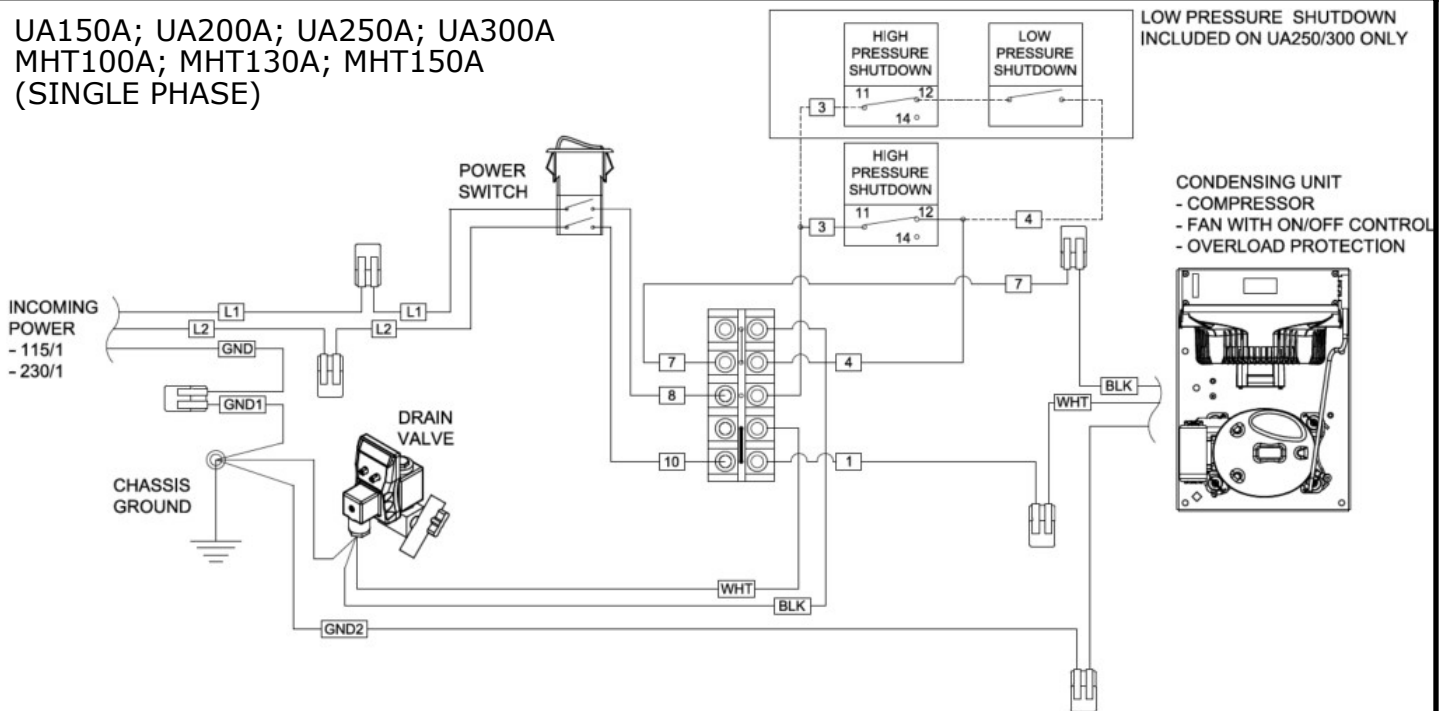 UA150A; UA200A; UA250A; UA300A
MHT100A; MHT130A; MHT150A
(SINGLE PHASE)
LOW PRESSURE SHUTDOWN
INCLUDED ON UA250/300 ONLY
HIGH
PRESSURE
SHUTDOWN
11 12
14
LOW
PRESSURE
SHUTDOWN
3
HIGH
PRESSURE
SHUTDOWN
11 12
14
3
4
POWER
SWITCH
CONDENSING UNIT
- COMPRESSOR
- FAN WITH ON/OFF CONTROL
- OVERLOAD PROTECTION
7
INCOMING
POWER
- 115/1
- 230/1
L1
L1
L2
L2
GND
GND1
7
4
8
10
1
BLK
WHT
DRAIN
VALVE
CHASSIS
GROUND
WHT
BLK
GND2